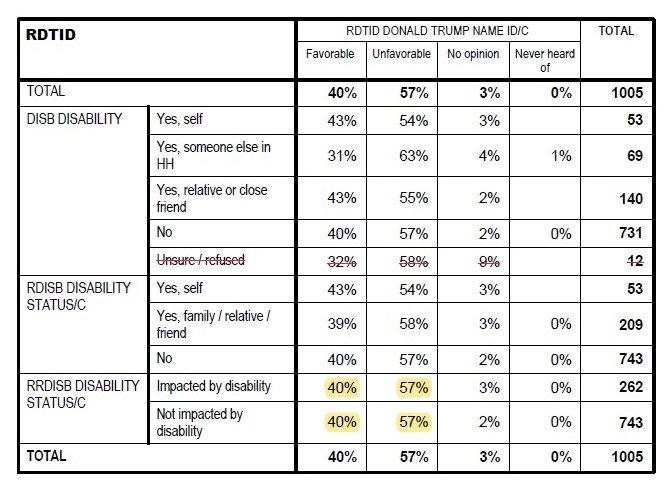 RDTID RDTID DONALD TRUMP NAME ID/C TOTAL
Favorable Unfavorable No opinion Never heard of
TOTAL 40% 57% 3% 0% 1005
DISB DISABILITY Yes, self 43% 54% 3% 53
Yes, someone else in HH 31% 63% 4% 1% 69
Yes, relative or close friend 43% 55% 2% 140
No 40% 57% 2% 0% 731
Unsure / refused 32% 58% 9% 12
RDISB DISABILITY STATUS/C Yes, self 43% 54% 3% 53
Yes, family / relative / friend 39% 58% 3% 0% 209
No 40% 57% 2% 0% 743
RRDISB DISABILITY STATUS/C Impacted by disability 40% 57% 3% 0% 262
Not impacted by disability 40% 57% 2% 0% 743
TOTAL 40% 57% 3% 0% 1005